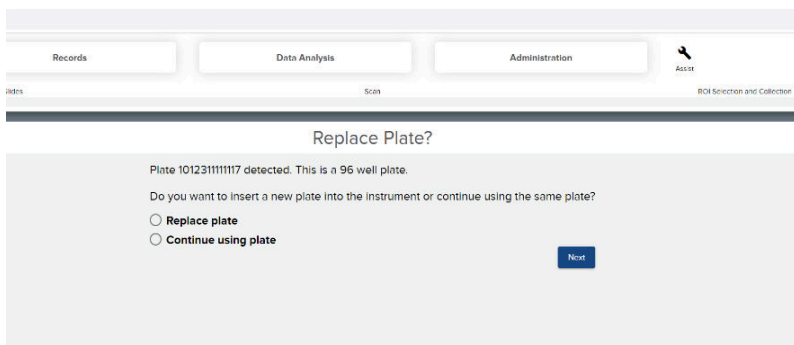 Records
Data Analysis
Administration
Assist
Slides
Scan
ROI Selection and Collection
Replace Plate?
Plate 1012311111117 detected. This is a 96 well plate.
Do you want to insert a new plate into the instrument or continue using the same plate?
Replace plate
Continue using plate
Next